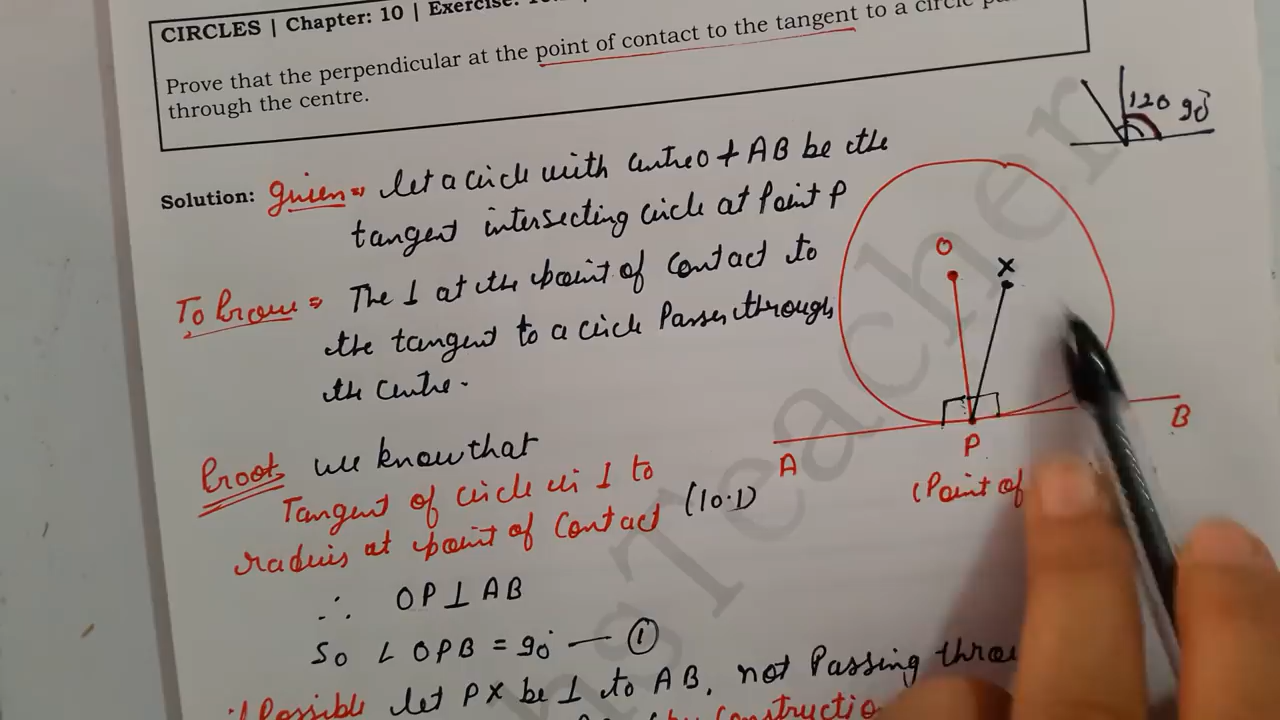 CIRCLES | Chapter: 10 | Exercise:
Prove that the perpendicular at the point of contact to the tangent to a circle
through the centre.
120 90°
Solution: Given = let a circle with centre O & AB be the
tangent intersecting circle at Point P
To Prove = The ⊥ at the point of Contact to
the tangent to a circle Passes through
the Centre.
O
X
A
P
B
(Point of
Proof we know that
Tangent of circle is ⊥ to
radius at point of Contact (10.1)
∴ OP ⊥ AB
So ∠ OPB = 90° — ①
if Possible let PX be ⊥ to AB, not Passing
(by Construction